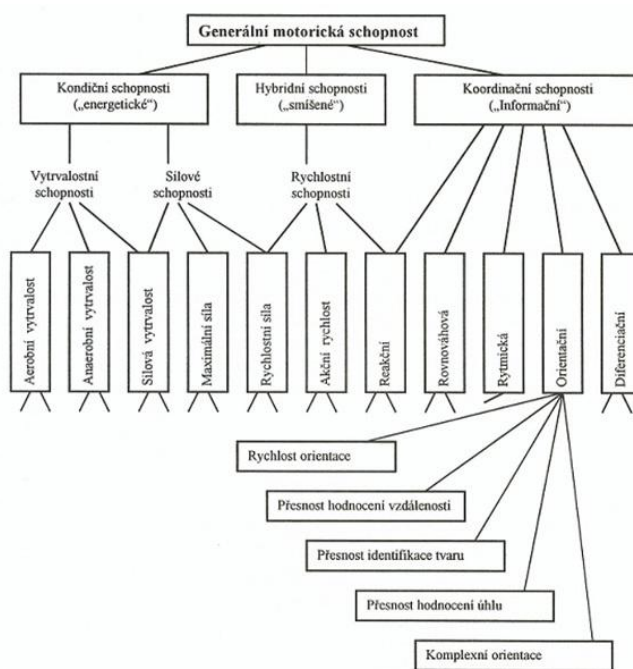 Generální motorická schopnost
Kondiční schopnosti
(„energetické“)
Hybridní schopnosti
(„smíšené“)
Koordinační schopnosti
(„Informační“)
Vytrvalostní
schopnosti
Silové
schopnosti
Rychlostní
schopnosti
Aerobní vytrvalost
Anaerobní vytrvalost
Silová vytrvalost
Maximální síla
Rychlostní síla
Akční rychlost
Reakční
Rovnováhová
Rytmická
Orientační
Diferenciační
Rychlost orientace
Přesnost hodnocení vzdálenosti
Přesnost identifikace tvaru
Přesnost hodnocení úhlu
Komplexní orientace